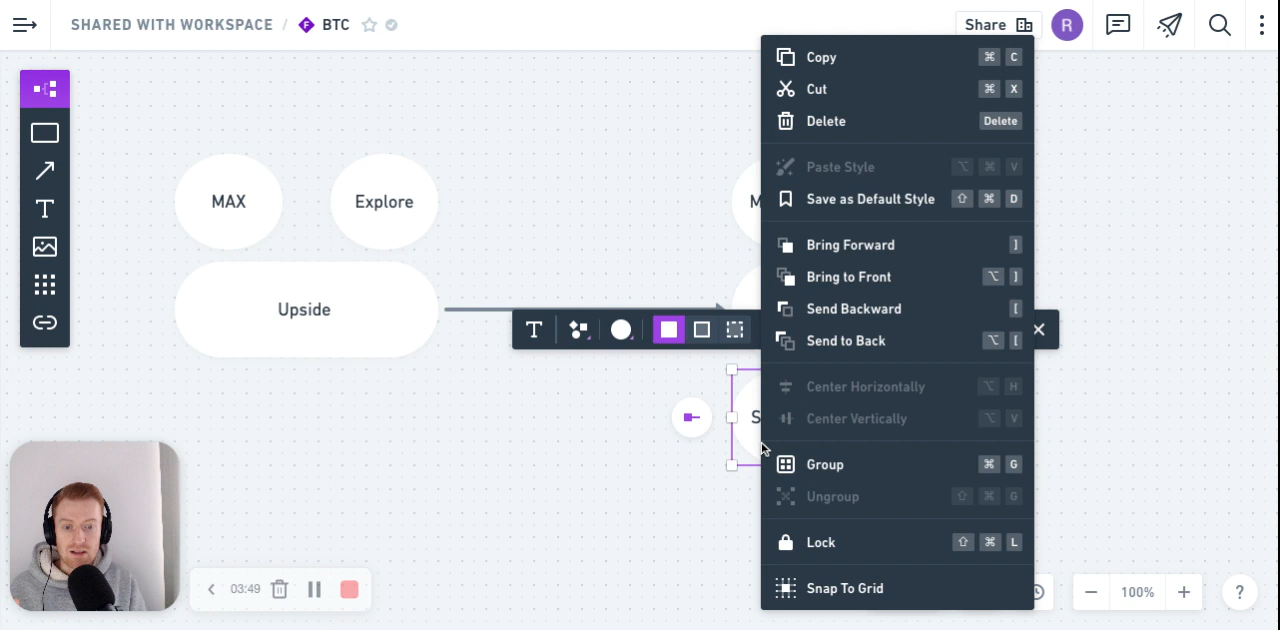 SHARED WITH WORKSPACE / BTC
Share
R
MAX
Explore
M
Upside
S
T
T
Copy ⌘ C
Cut ⌘ X
Delete Delete
Paste Style ⌥ ⌘ V
Save as Default Style ⇧ ⌘ D
Bring Forward ]
Bring to Front ⌥ ]
Send Backward [
Send to Back ⌥ [
Center Horizontally ⌥ H
Center Vertically ⌥ V
Group ⌘ G
Ungroup ⇧ ⌘ G
Lock ⇧ ⌘ L
Snap To Grid
03:49
100%
?